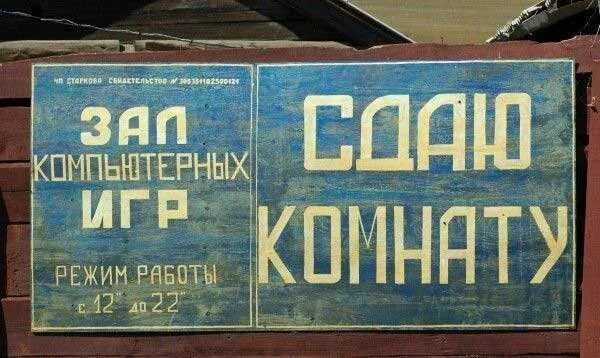 ЧП СТАРКОВА СВИДЕТЕЛЬСТВО №
ЗАЛ
КОМПЬЮТЕРНЫХ
ИГР
РЕЖИМ РАБОТЫ
с 12⁰⁰ до 22⁰⁰
СДАЮ
КОМНАТУ